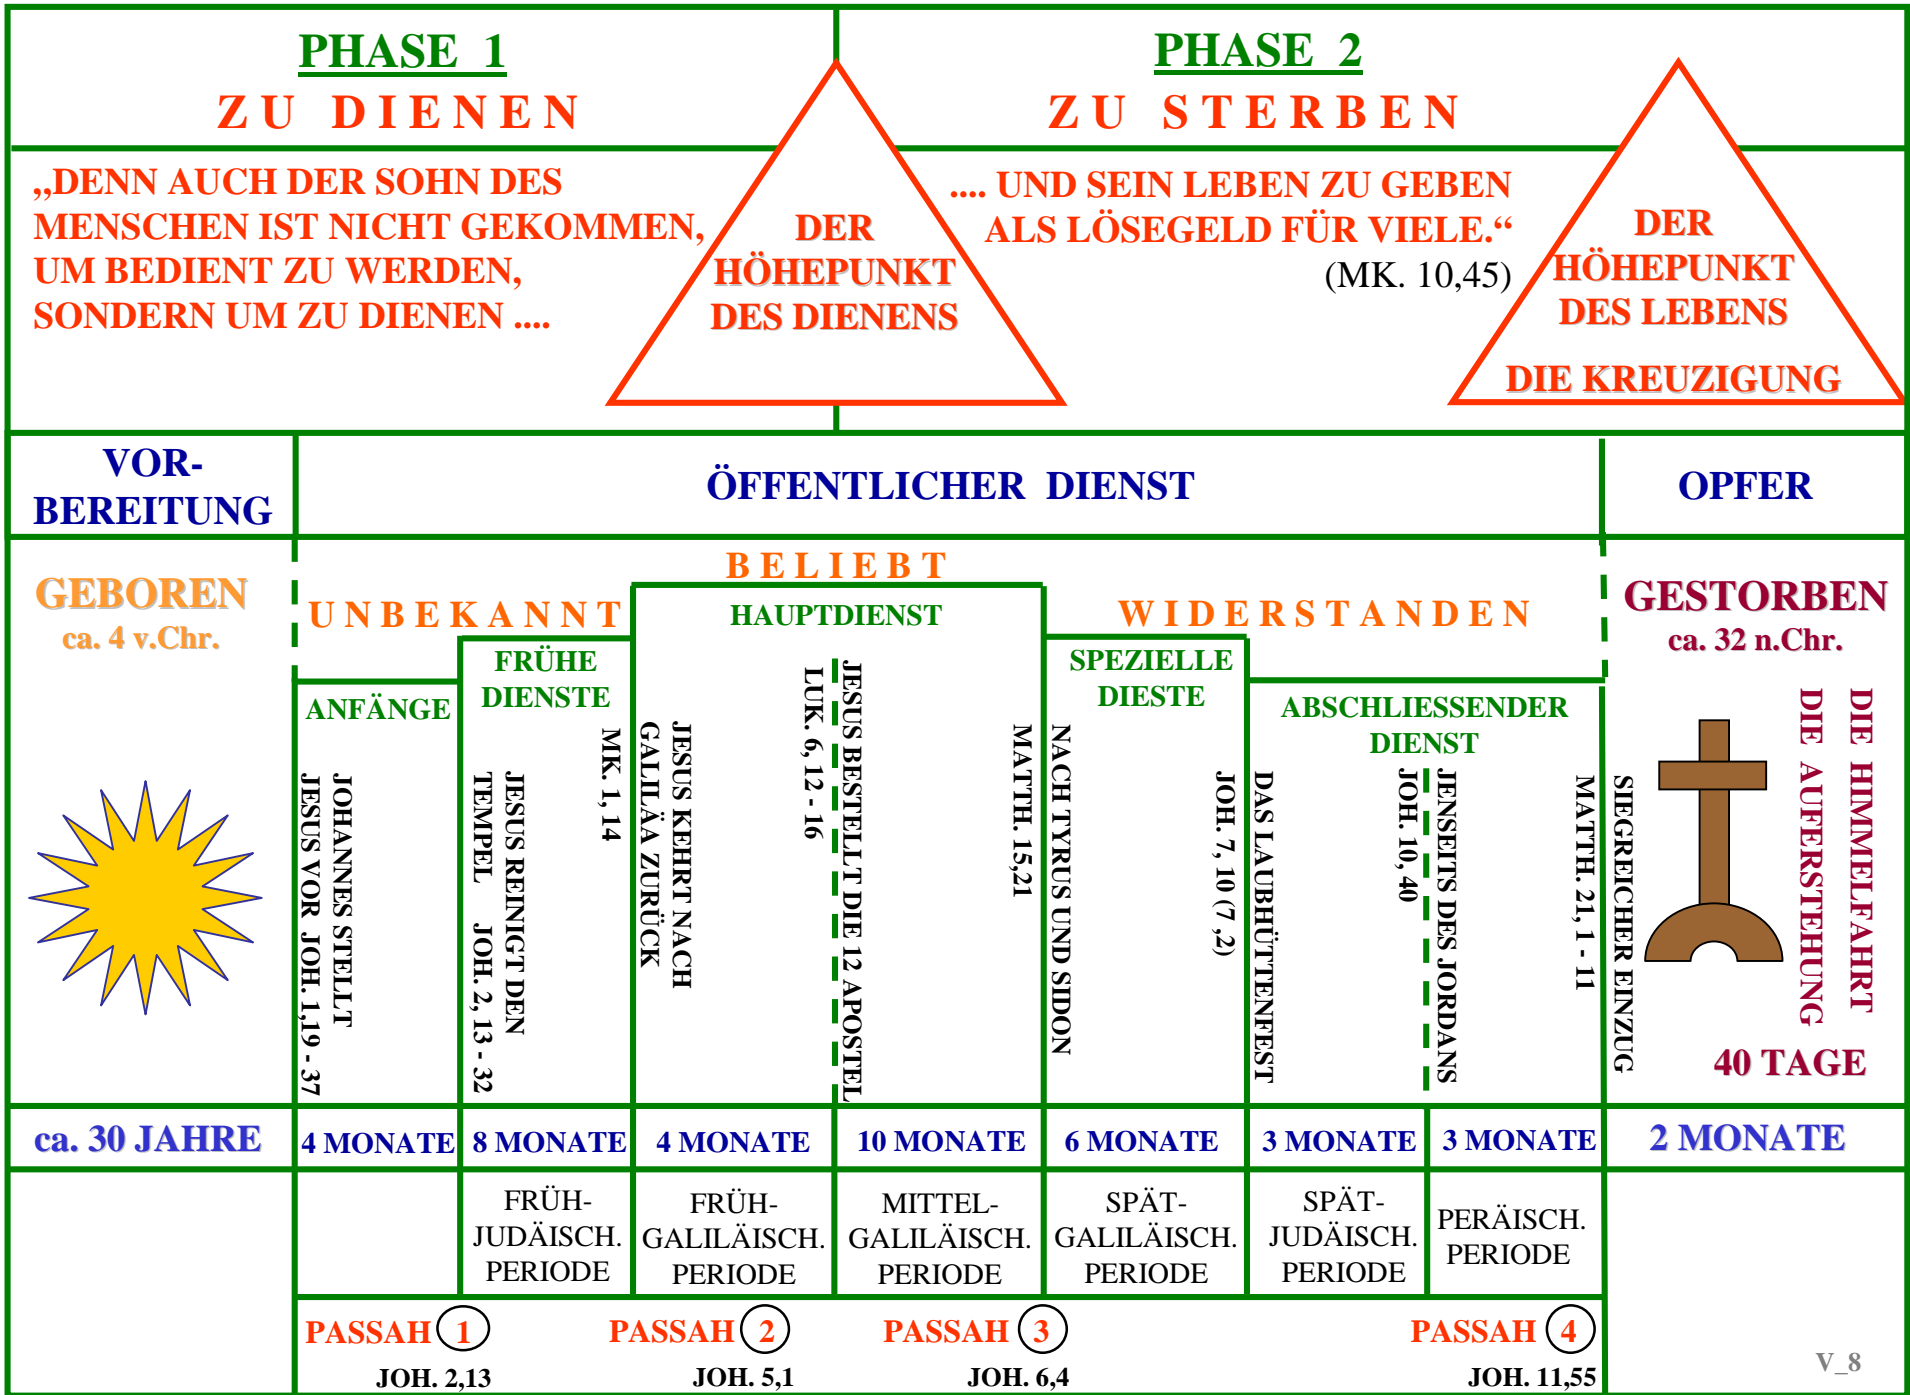 PHASE 1
ZU DIENEN
„DENN AUCH DER SOHN DES
MENSCHEN IST NICHT GEKOMMEN,
UM BEDIENT ZU WERDEN,
SONDERN UM ZU DIENEN ....
DER
HÖHEPUNKT
DES DIENENS
PHASE 2
ZU STERBEN
.... UND SEIN LEBEN ZU GEBEN
ALS LÖSEGELD FÜR VIELE.“
(MK. 10,45)
DER
HÖHEPUNKT
DES LEBENS
DIE KREUZIGUNG
VOR-
BEREITUNG
ÖFFENTLICHER DIENST
OPFER
GEBOREN
ca. 4 v.Chr.
UNBEKANNT
BELIEBT
WIDERSTANDEN
ANFÄNGE
JOHANNES STELLT
JESUS VOR JOH. 1,19 - 37
FRÜHE
DIENSTE
JESUS REINIGT DEN
TEMPEL JOH. 2, 13 - 32
MK. 1, 14
HAUPTDIENST
JESUS KEHRT NACH
GALILÄA ZURÜCK
LUK. 6, 12 - 16
JESUS BESTELLT DIE 12 APOSTEL
MATTH. 15,21
SPEZIELLE
DIESTE
NACH TYRUS UND SIDON
JOH. 7, 10 (7 ,2)
ABSCHLIESSENDER
DIENST
DAS LAUBHÜTTENFEST
JOH. 10, 40
JENSEITS DES JORDANS
MATTH. 21, 1 - 11
SIEGREICHER EINZUG
GESTORBEN
ca. 32 n.Chr.
DIE HIMMELFAHRT
DIE AUFERSTEHUNG
40 TAGE
ca. 30 JAHRE
4 MONATE
8 MONATE
4 MONATE
10 MONATE
6 MONATE
3 MONATE
3 MONATE
2 MONATE
FRÜH-
JUDÄISCH.
PERIODE
FRÜH-
GALILÄISCH.
PERIODE
MITTEL-
GALILÄISCH.
PERIODE
SPÄT-
GALILÄISCH.
PERIODE
SPÄT-
JUDÄISCH.
PERIODE
PERÄISCH.
PERIODE
PASSAH 1
JOH. 2,13
PASSAH 2
JOH. 5,1
PASSAH 3
JOH. 6,4
PASSAH 4
JOH. 11,55
V_8